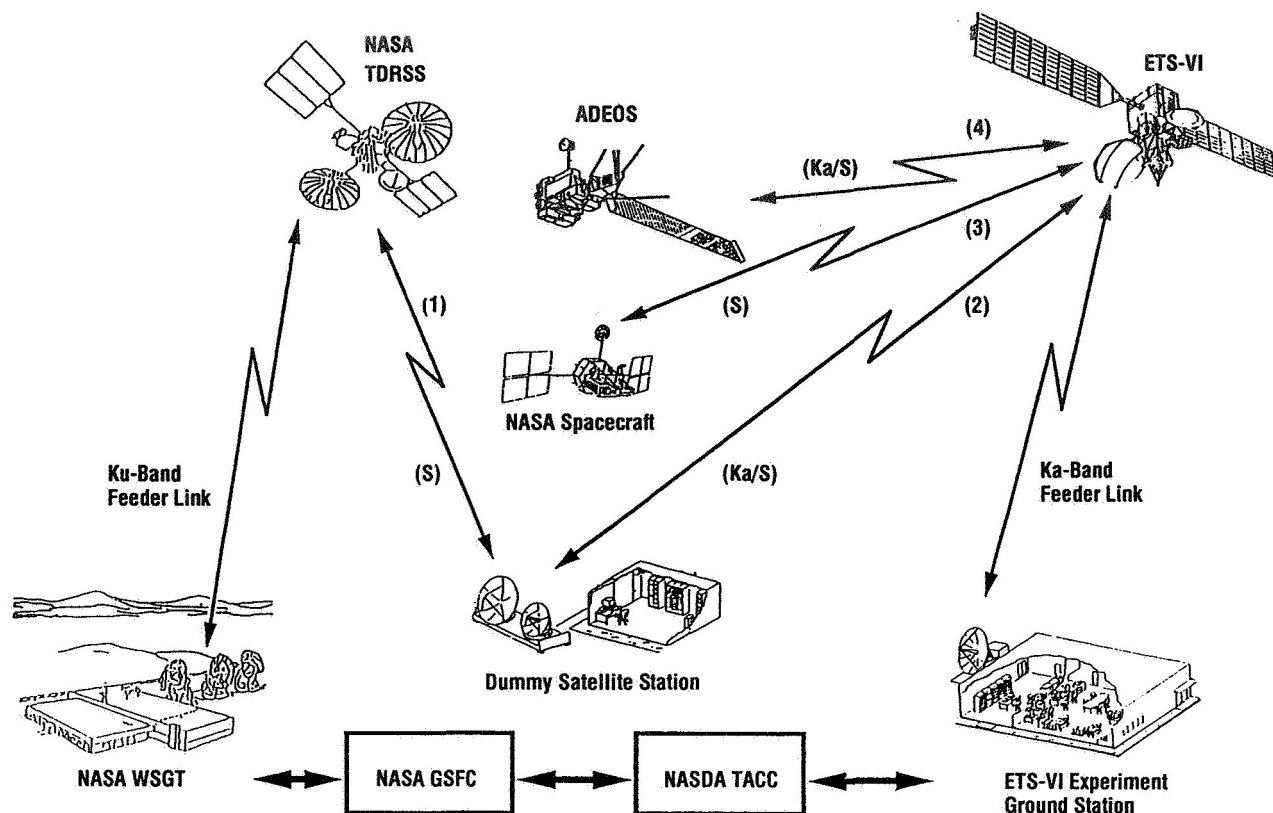 NASA
TDRSS
ETS-VI
ADEOS
(4)
(Ka/S)
(3)
(1)
(S)
(2)
NASA Spacecraft
Ku-Band
Feeder Link
(S)
(Ka/S)
Ka-Band
Feeder Link
Dummy Satellite Station
NASA WSGT
NASA GSFC
NASDA TACC
ETS-VI Experiment
Ground Station